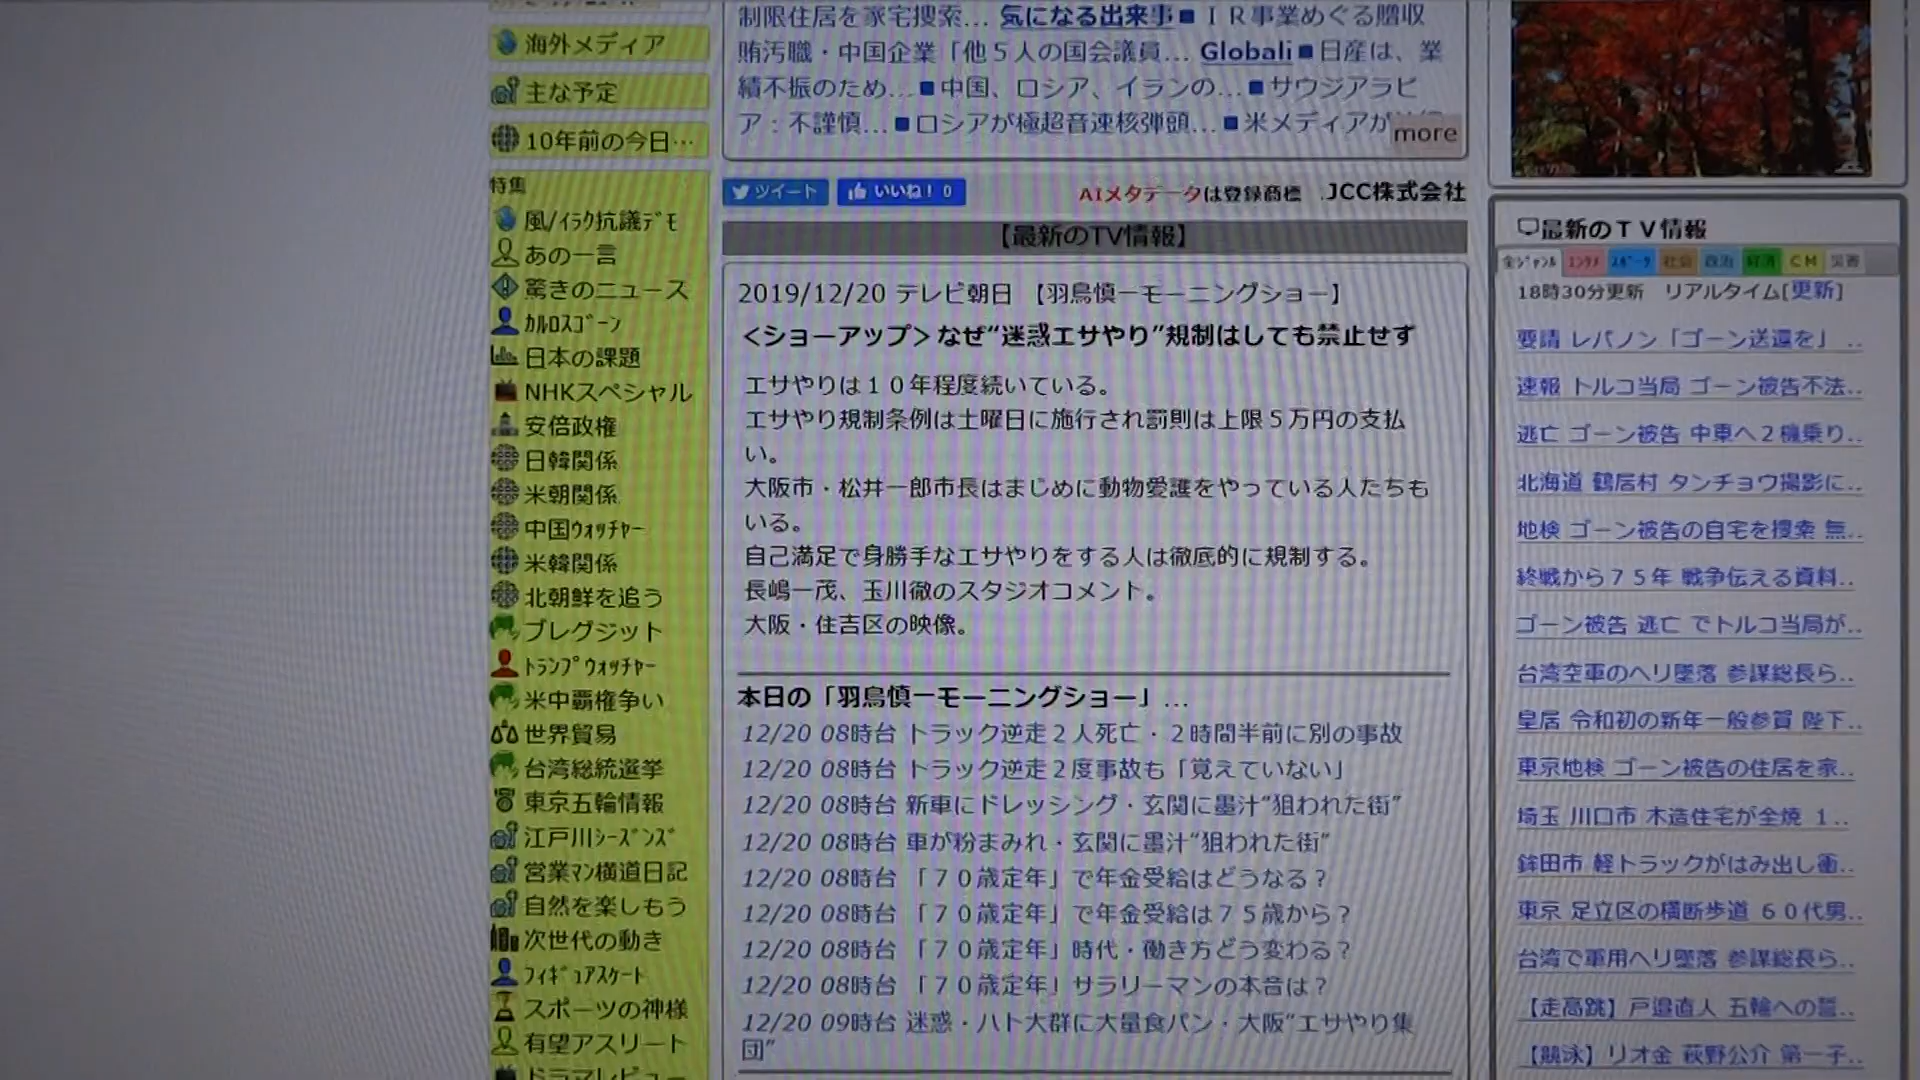 海外メディア
主な予定
10年前の今日…
特集
風/ｲﾗｸ抗議ﾃﾞﾓ
あの一言
驚きのニュース
ｶﾙﾛｽｺﾞｰﾝ
日本の課題
NHKスペシャル
安倍政権
日韓関係
米朝関係
中国ｳｫｯﾁｬｰ
米韓関係
北朝鮮を追う
ブレグジット
ﾄﾗﾝﾌﾟｳｫｯﾁｬｰ
米中覇権争い
世界貿易
台湾総統選挙
東京五輪情報
江戸川ｼｰｽﾞﾝｽﾞ
営業ﾏﾝ横道日記
自然を楽しもう
次世代の動き
ﾌｨｷﾞｭｱｽｹｰﾄ
スポーツの神様
有望アスリート
ドラマレビュー
制限住居を家宅捜索… 気になる出来事■ＩＲ事業めぐる贈収
賄汚職・中国企業「他５人の国会議員… Globali■日産は、業
績不振のため…■中国、ロシア、イランの…■サウジアラビ
ア：不謹慎…■ロシアが極超音速核弾頭…■米メディアが
more
ツイート いいね！ 0 AIメタデータは登録商標 JCC株式会社
【最新のTV情報】
2019/12/20 テレビ朝日 【羽鳥慎一モーニングショー】
＜ショーアップ＞なぜ“迷惑エサやり”規制はしても禁止せず
エサやりは１０年程度続いている。
エサやり規制条例は土曜日に施行され罰則は上限５万円の支払
い。
大阪市・松井一郎市長はまじめに動物愛護をやっている人たちも
いる。
自己満足で身勝手なエサやりをする人は徹底的に規制する。
長嶋一茂、玉川徹のスタジオコメント。
大阪・住吉区の映像。
本日の「羽鳥慎一モーニングショー」…
12/20 08時台 トラック逆走２人死亡・２時間半前に別の事故
12/20 08時台 トラック逆走２度事故も「覚えていない」
12/20 08時台 新車にドレッシング・玄関に墨汁“狙われた街”
12/20 08時台 車が粉まみれ・玄関に墨汁“狙われた街”
12/20 08時台 「７０歳定年」で年金受給はどうなる？
12/20 08時台 「７０歳定年」で年金受給は７５歳から？
12/20 08時台 「７０歳定年」時代・働き方どう変わる？
12/20 08時台 「７０歳定年」サラリーマンの本音は？
12/20 09時台 迷惑・ハト大群に大量食パン・大阪“エサやり集
団”
最新のＴＶ情報
全ｼﾞｬﾝﾙ ｴﾝﾀﾒ ｽﾎﾟｰﾂ 社会 政治 経済 ＣＭ 災害
18時30分更新 リアルタイム[更新]
要請 レバノン「ゴーン送還を」 ..
速報 トルコ当局 ゴーン被告不法..
逃亡 ゴーン被告 中東へ２機乗り..
北海道 鶴居村 タンチョウ撮影に..
地検 ゴーン被告の自宅を捜索 無..
終戦から７５年 戦争伝える資料..
ゴーン被告 逃亡 でトルコ当局が..
台湾空軍のヘリ墜落 参謀総長ら..
皇居 令和初の新年一般参賀 陛下..
東京地検 ゴーン被告の住居を家..
埼玉 川口市 木造住宅が全焼 １..
鉾田市 軽トラックがはみ出し衝..
東京 足立区の横断歩道 ６０代男..
台湾で軍用ヘリ墜落 参謀総長ら..
【走高跳】戸邉直人 五輪への誓..
【競泳】リオ金 萩野公介 第一子..